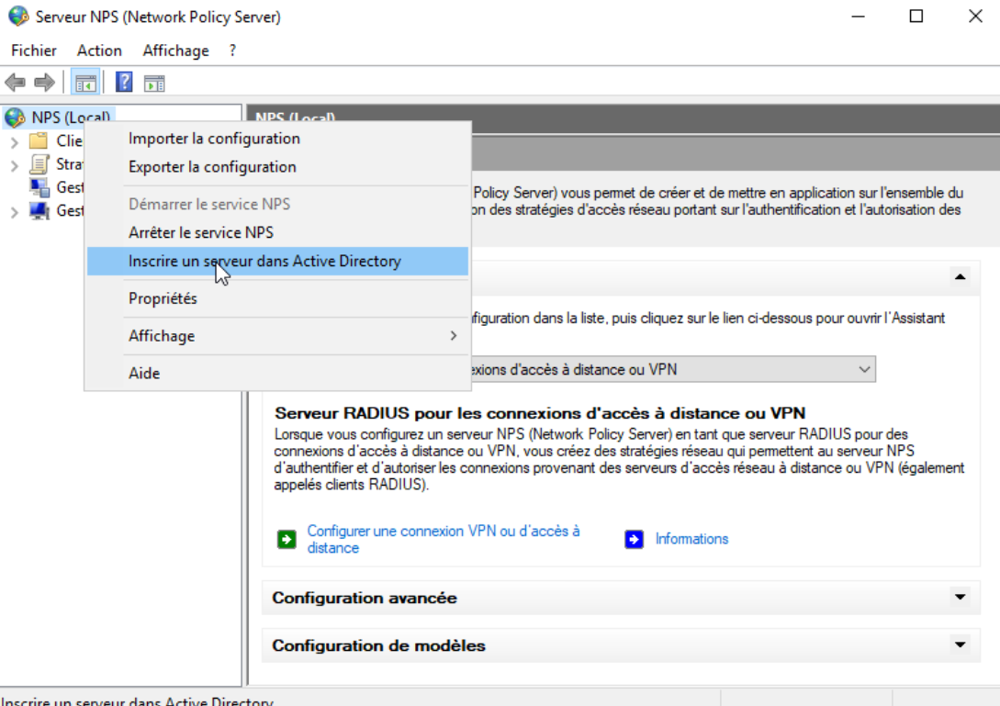 Serveur NPS (Network Policy Server)
Fichier Action Affichage ?
NPS (Local)
Clie
Stra
Gest
Gest
Importer la configuration
Exporter la configuration
Démarrer le service NPS
Arrêter le service NPS
Inscrire un serveur dans Active Directory
Propriétés
Affichage
Aide
NPS (Local)
Policy Server) vous permet de créer et de mettre en application sur l'ensemble du
on des stratégies d'accès réseau portant sur l'authentification et l'autorisation des
figuration dans la liste, puis cliquez sur le lien ci-dessous pour ouvrir l'Assistant
exions d'accès à distance ou VPN
Serveur RADIUS pour les connexions d'accès à distance ou VPN
Lorsque vous configurez un serveur NPS (Network Policy Server) en tant que serveur RADIUS pour des
connexions d'accès à distance ou VPN, vous créez des stratégies réseau qui permettent au serveur NPS
d'authentifier et d'autoriser les connexions provenant des serveurs d'accès réseau à distance ou VPN (également
appelés clients RADIUS).
Configurer une connexion VPN ou d'accès à
distance
Informations
Configuration avancée
Configuration de modèles
Inscrire un serveur dans Active Directory